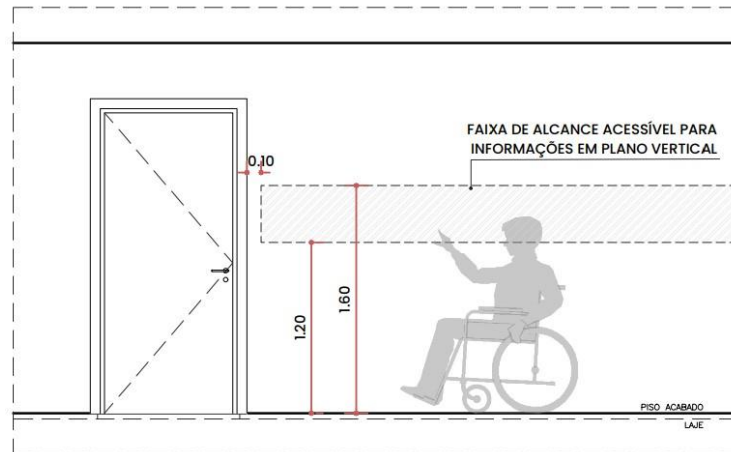 FAIXA DE ALCANCE ACESSÍVEL PARA
INFORMAÇÕES EM PLANO VERTICAL
0.10
1.20
1.60
PISO ACABADO
LAJE